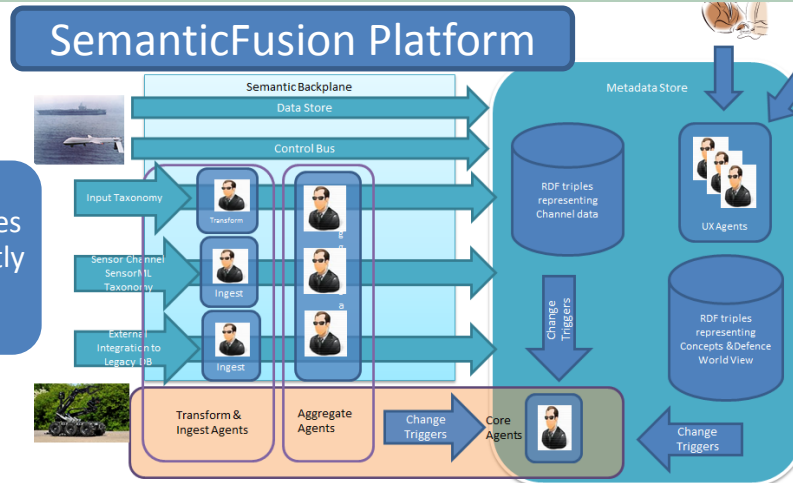 SemanticFusion Platform
Semantic Backplane
Metadata Store
Data Store
Control Bus
es
tly
Input Taxonomy
Transform
Sensor Channel
SensorML
Taxonomy
Ingest
External
Integration to
Legacy DB
Ingest
a
RDF triples
representing
Channel data
UX Agents
Change
Triggers
RDF triples
representing
Concepts &Defence
World View
Transform &
Ingest Agents
Aggregate
Agents
Change
Triggers
Core
Agents
Change
Triggers